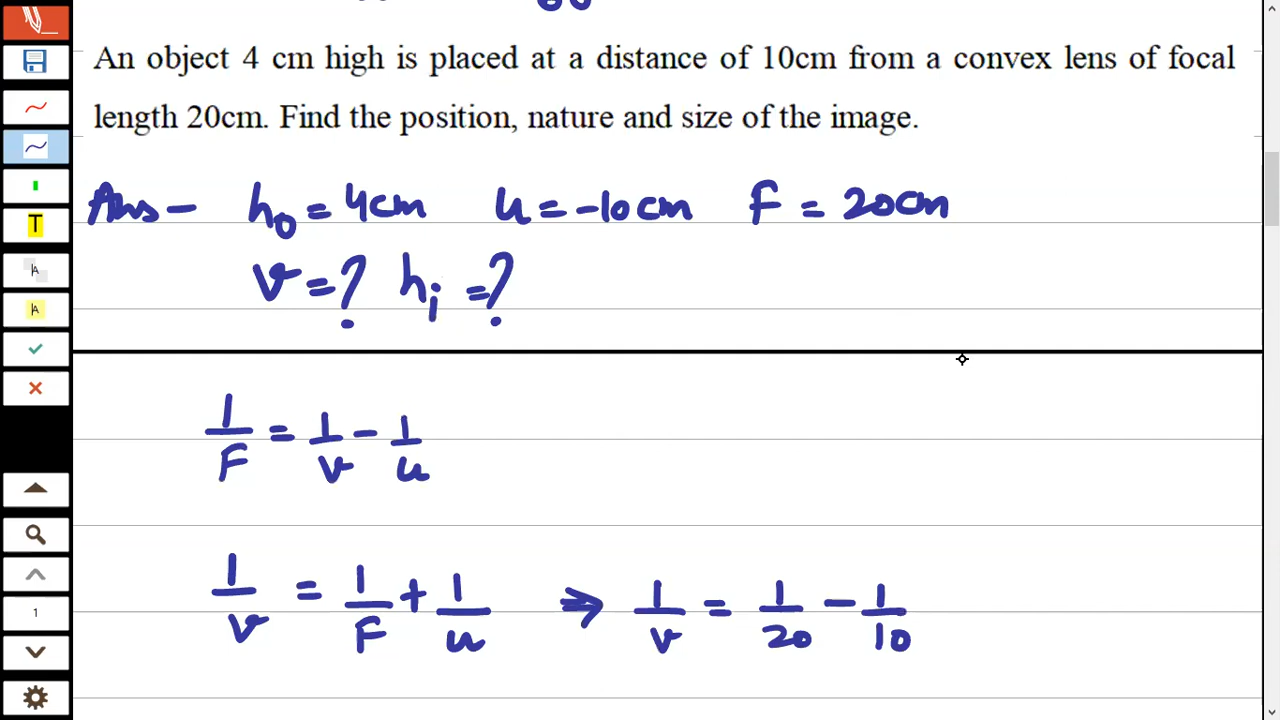 An object 4 cm high is placed at a distance of 10cm from a convex lens of focal
length 20cm. Find the position, nature and size of the image.
Ans - h₀ = 4cm u = -10cm F = 20cm
v = ? hᵢ = ?
1/F = 1/v - 1/u
1/v = 1/F + 1/u ⇒ 1/v = 1/20 - 1/10
T
A
A
1